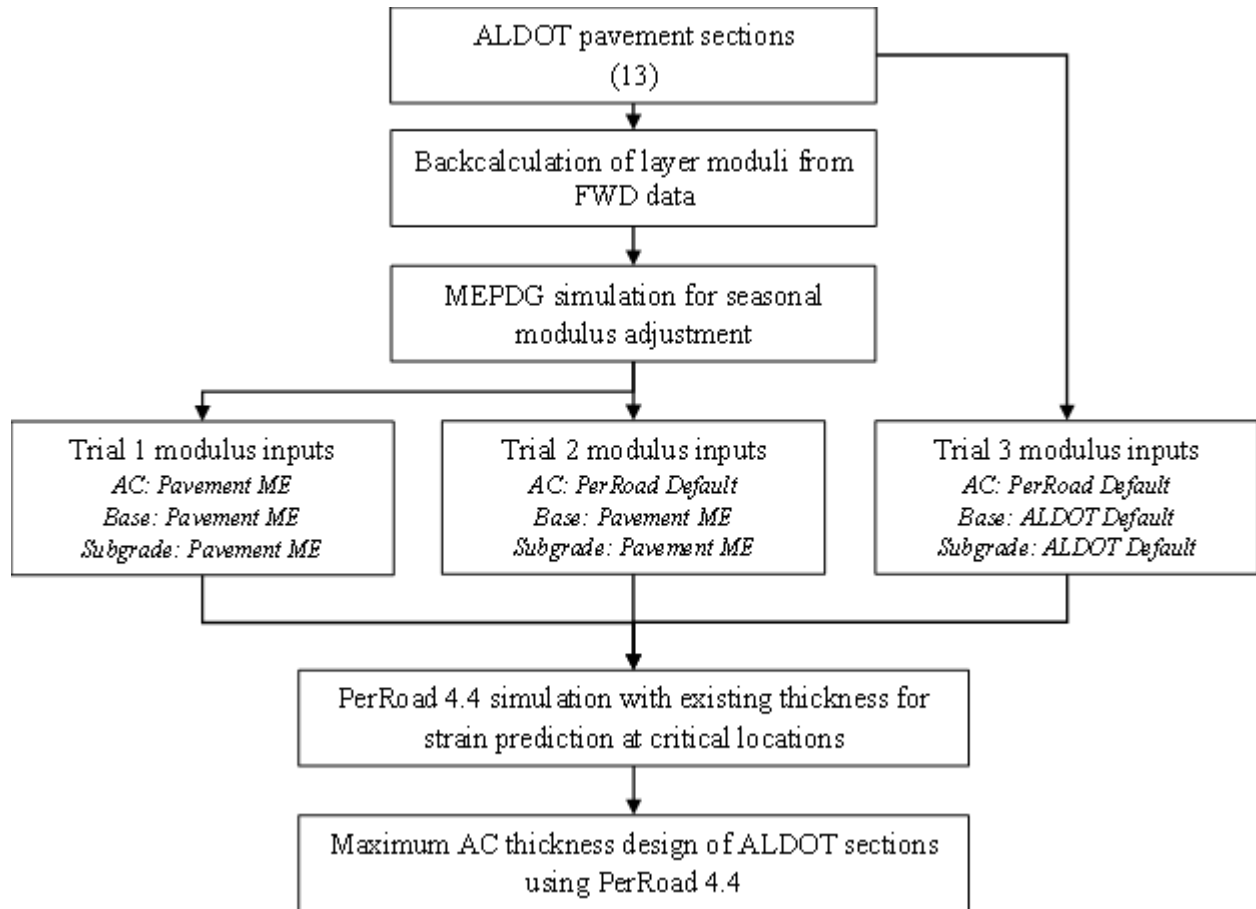 ALDOT pavement sections
(13)
Backcalculation of layer moduli from
FWD data
MEPDG simulation for seasonal
modulus adjustment
Trial 1 modulus inputs
AC: Pavement ME
Base: Pavement ME
Subgrade: Pavement ME
Trial 2 modulus inputs
AC: PerRoad Default
Base: Pavement ME
Subgrade: Pavement ME
Trial 3 modulus inputs
AC: PerRoad Default
Base: ALDOT Default
Subgrade: ALDOT Default
PerRoad 4.4 simulation with existing thickness for
strain prediction at critical locations
Maximum AC thickness design of ALDOT sections
using PerRoad 4.4